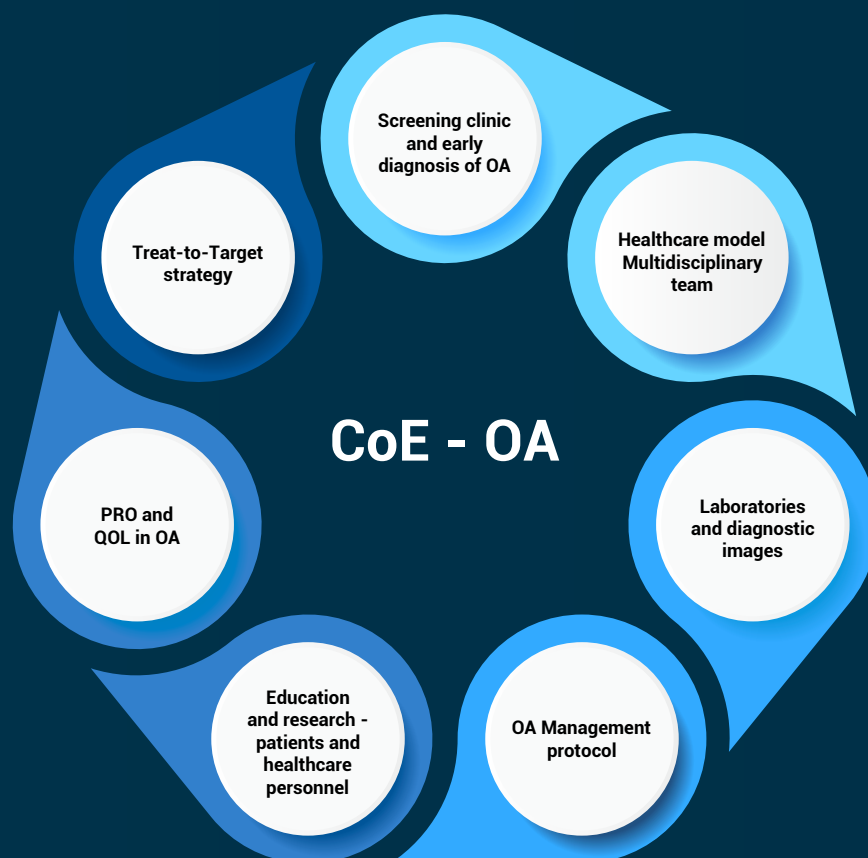 Screening clinic
and early
diagnosis of OA
Healthcare model
Multidisciplinary
team
Laboratories
and diagnostic
images
OA Management
protocol
Education
and research -
patients and
healthcare
personnel
PRO and
QOL in OA
Treat-to-Target
strategy
CoE - OA